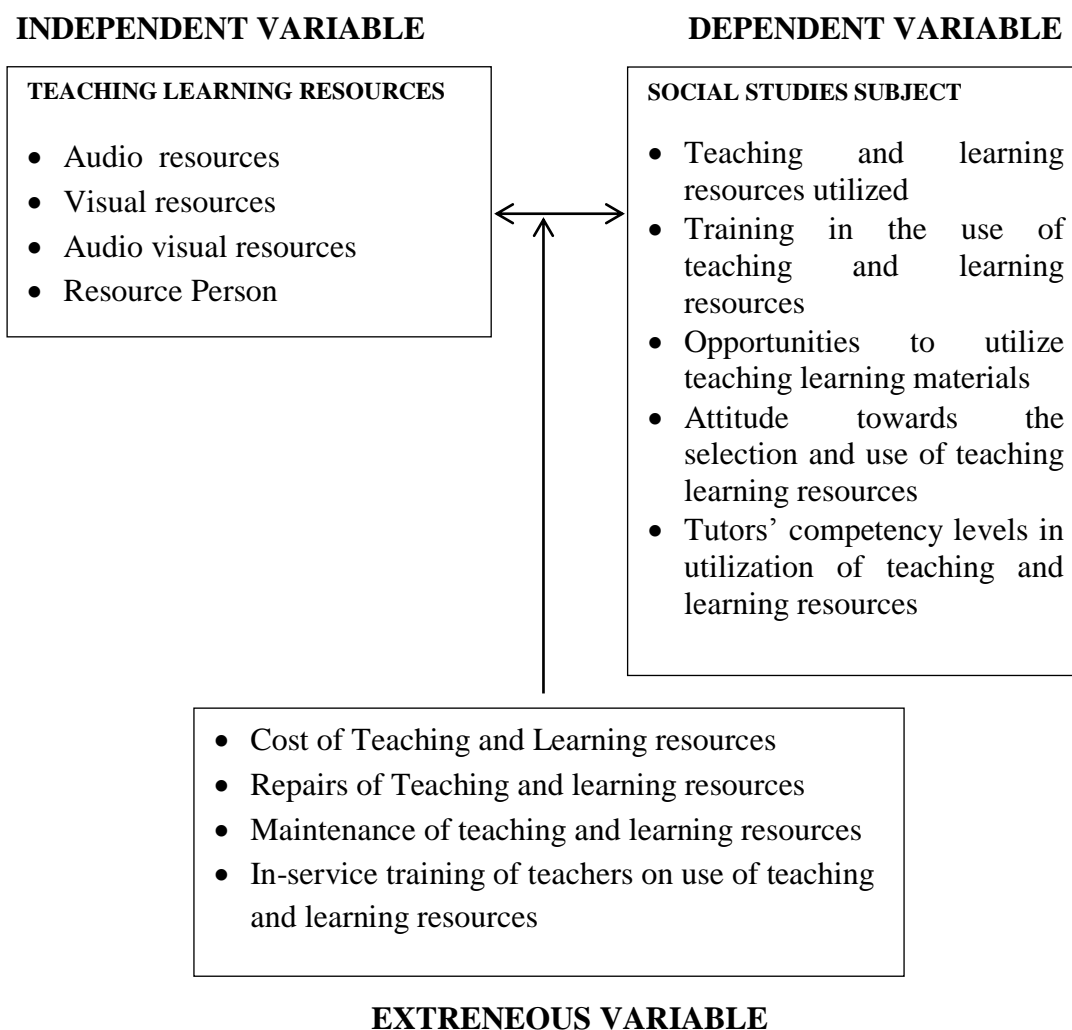 INDEPENDENT VARIABLE
TEACHING LEARNING RESOURCES
• Audio resources
• Visual resources
• Audio visual resources
• Resource Person
DEPENDENT VARIABLE
SOCIAL STUDIES SUBJECT
• Teaching and learning
resources utilized
• Training in the use of
teaching and learning
resources
• Opportunities to utilize
teaching learning materials
• Attitude towards the
selection and use of teaching
learning resources
• Tutors’ competency levels in
utilization of teaching and
learning resources
• Cost of Teaching and Learning resources
• Repairs of Teaching and learning resources
• Maintenance of teaching and learning resources
• In-service training of teachers on use of teaching
and learning resources
EXTRENEOUS VARIABLE